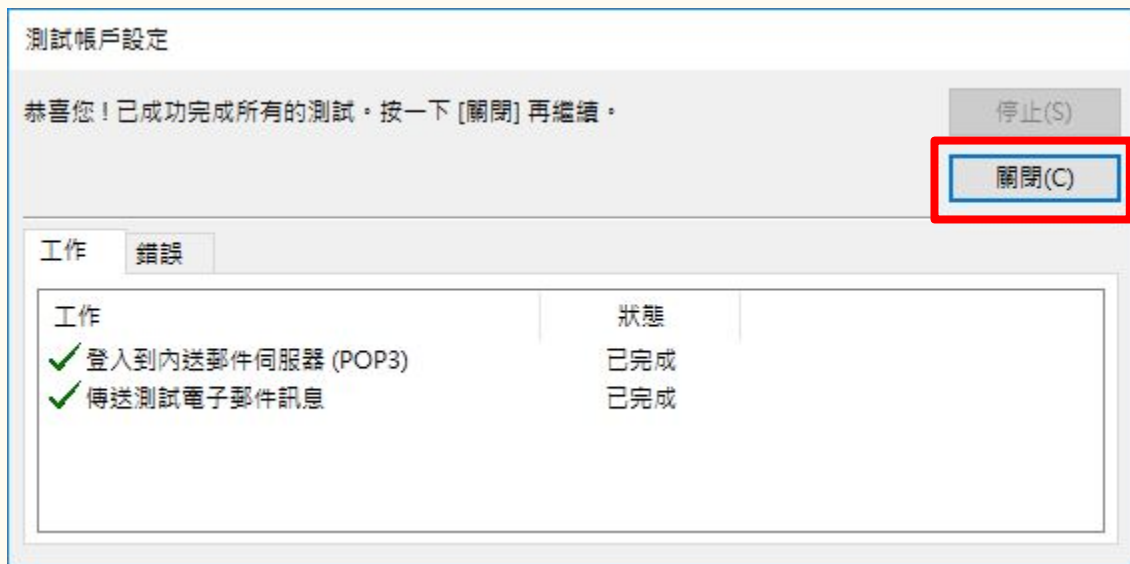 測試帳戶設定
恭喜您！已成功完成所有的測試。按一下 [關閉] 再繼續。
停止(S)
關閉(C)
工作 錯誤
工作 狀態
登入到內送郵件伺服器 (POP3) 已完成
傳送測試電子郵件訊息 已完成